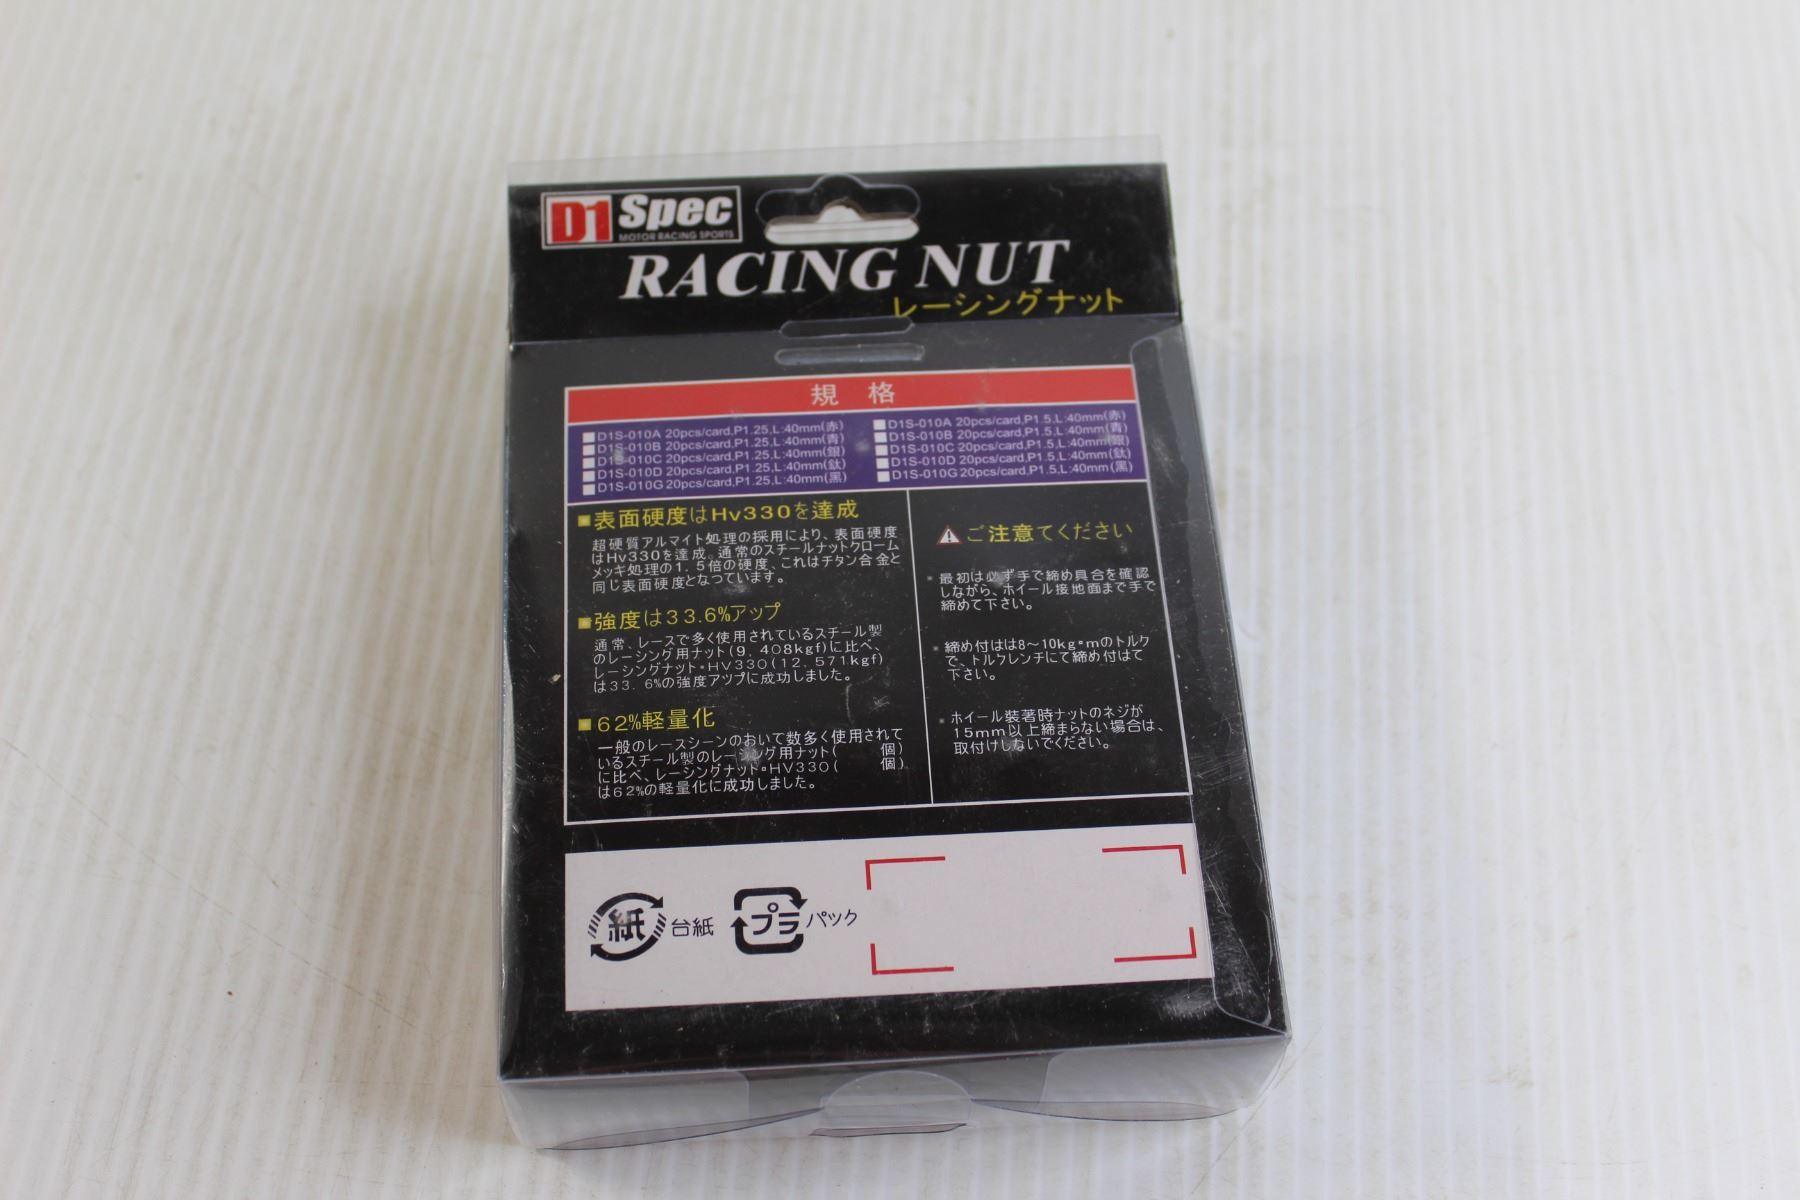 D1 Spec
MOTOR RACING SPORTS
RACING NUT
レーシングナット
規 格
D1S-010A 20pcs/card,P1.25,L:40mm(赤)
D1S-010B 20pcs/card,P1.25,L:40mm(青)
D1S-010C 20pcs/card,P1.25,L:40mm(銀)
D1S-010D 20pcs/card,P1.25,L:40mm(鈦)
D1S-010G 20pcs/card,P1.25,L:40mm(黒)
D1S-010A 20pcs/card,P1.5,L:40mm(赤)
D1S-010B 20pcs/card,P1.5,L:40mm(青)
D1S-010C 20pcs/card,P1.5,L:40mm(銀)
D1S-010D 20pcs/card,P1.5,L:40mm(鈦)
D1S-010G 20pcs/card,P1.5,L:40mm(黒)
■表面硬度はHv330を達成
超硬質アルマイト処理の採用により、表面硬度
はHv330を達成。通常のスチールナットクローム
メッキ処理の1.5倍の硬度、これはチタン合金と
同じ表面硬度となつています。
■強度は33.6%アップ
通常、レースで多く使用されているスチール製
のレーシング用ナット(9,408kgf)に比べ、
レーシングナット・HV330(12,571kgf)
は33.6%の強度アップに成功しました。
■62%軽量化
一般のレースシーンのおいて数多く使用されて
いるスチール製のレーシング用ナット( 個)
に比べ、レーシングナット・HV330( 個)
は62%の軽量化に成功しました。
ご注意てください
・最初は必ず手で締め具合を確認
しながら、ホイール接地面まで手で
締めて下さい。
・締め付はは8〜10kg・mのトルク
で、トルクレンチにて締め付はて
下さい。
・ホイール装著時ナットのネジが
15mm以上締まらない場合は、
取付けしないでください。
紙 台紙
プラ パック